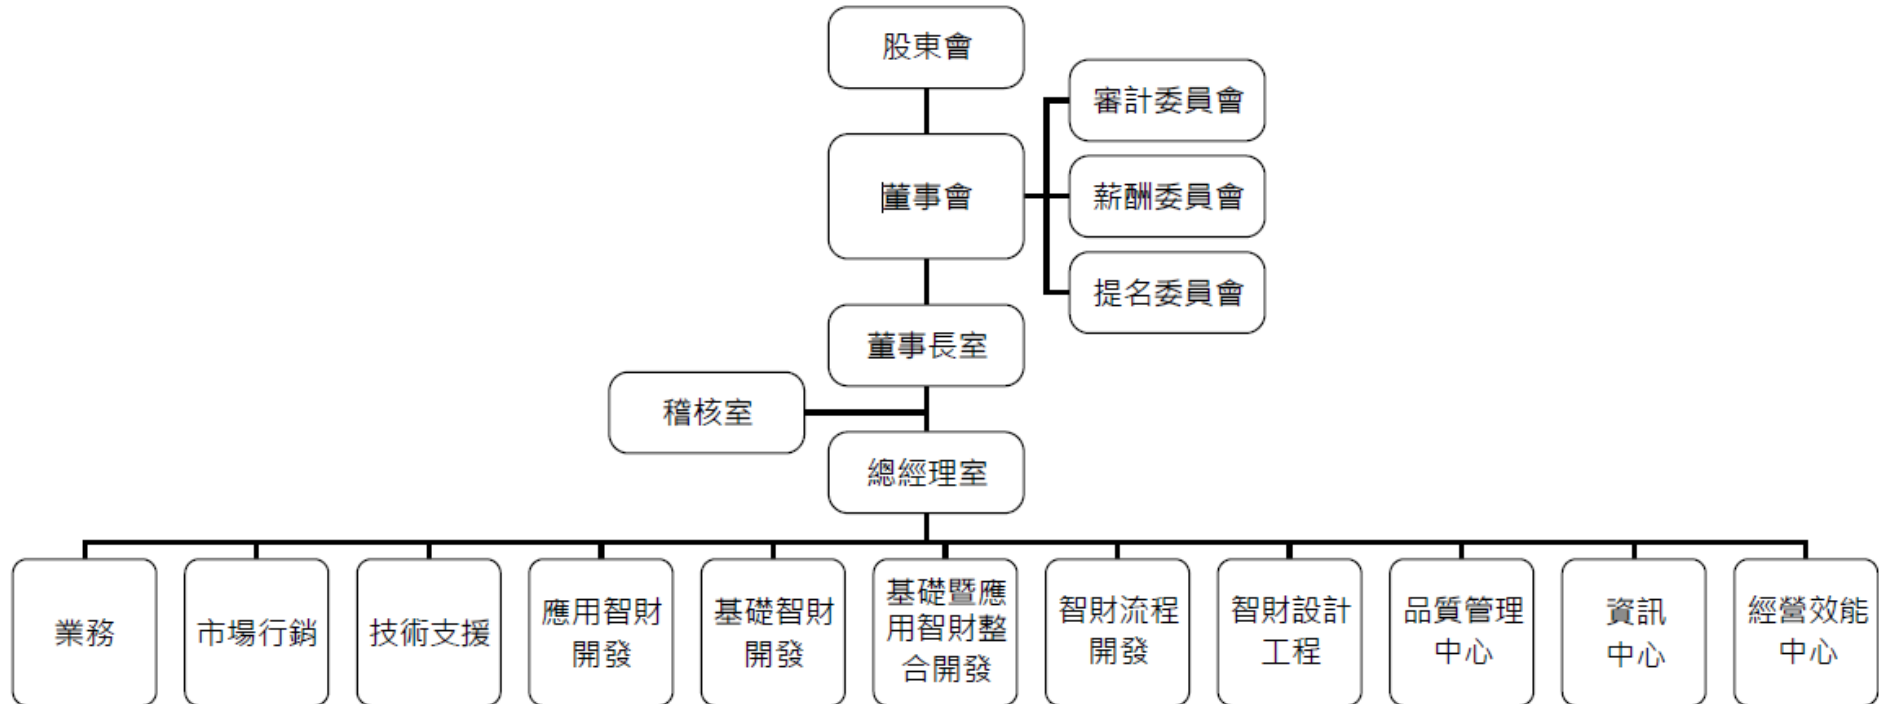 股東會
審計委員會
董事會
薪酬委員會
提名委員會
董事長室
稽核室
總經理室
業務
市場行銷
技術支援
應用智財
開發
基礎智財
開發
基礎暨應
用智財整
合開發
智財流程
開發
智財設計
工程
品質管理
中心
資訊
中心
經營效能
中心